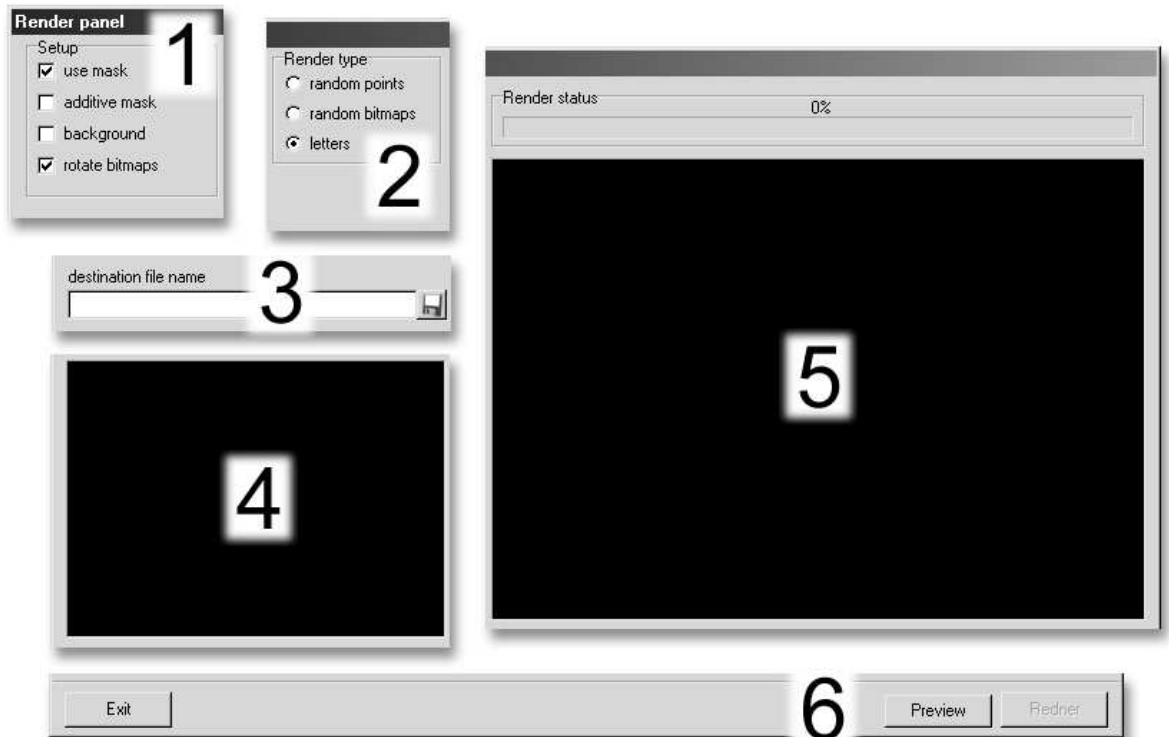 Render panel
1
Setup
use mask
additive mask
background
rotate bitmaps
Render type
random points
random bitmaps
letters
2
Render status
0%
destination file name
3
4
5
6
Exit
Preview
Redner